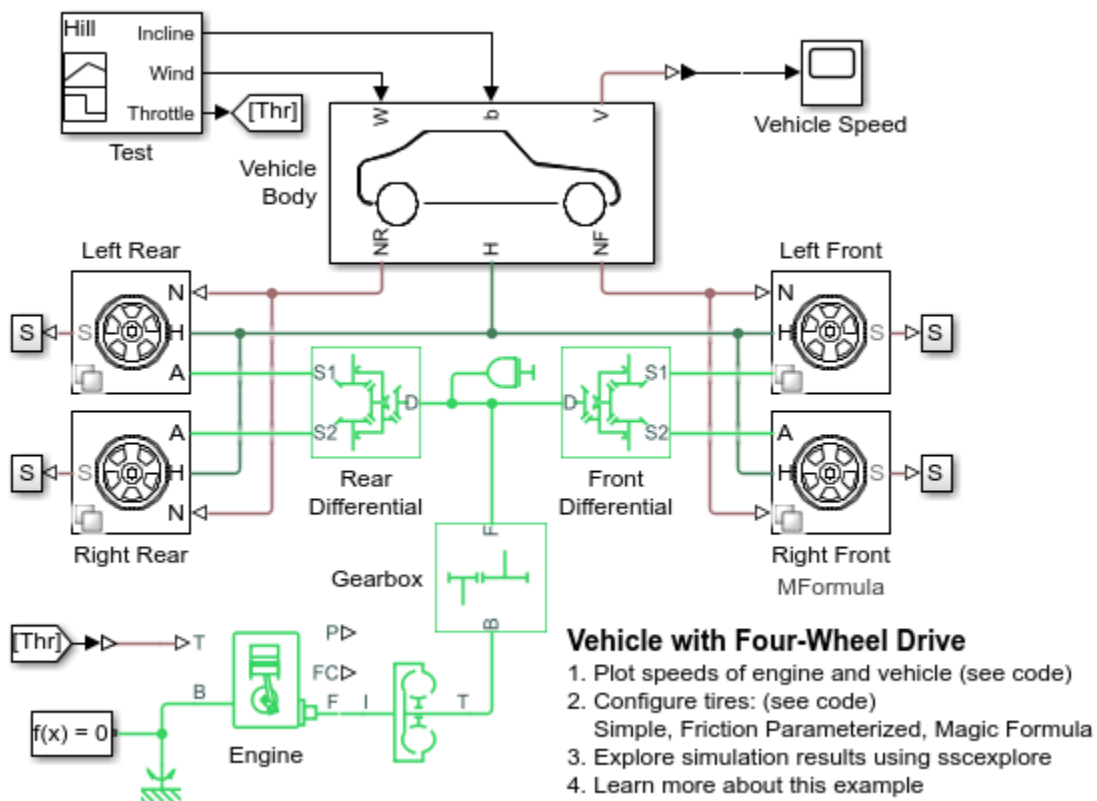 Hill
Incline
Wind
Throttle
[Thr]
Test
W
b
V
Vehicle Speed
Vehicle
Body
NR
H
NF
Left Rear
Left Front
N
S
S
H
A
N
H
S
S
S1
S2
D
D
S1
S2
A
S
S
H
N
A
H
S
S
N
Rear
Differential
Front
Differential
Right Rear
Right Front
MFormula
F
Gearbox
B
[Thr]
T
P
FC
B
F
I
T
f(x) = 0
Engine
Vehicle with Four-Wheel Drive
1. Plot speeds of engine and vehicle (see code)
2. Configure tires: (see code)
Simple, Friction Parameterized, Magic Formula
3. Explore simulation results using sscexplore
4. Learn more about this example